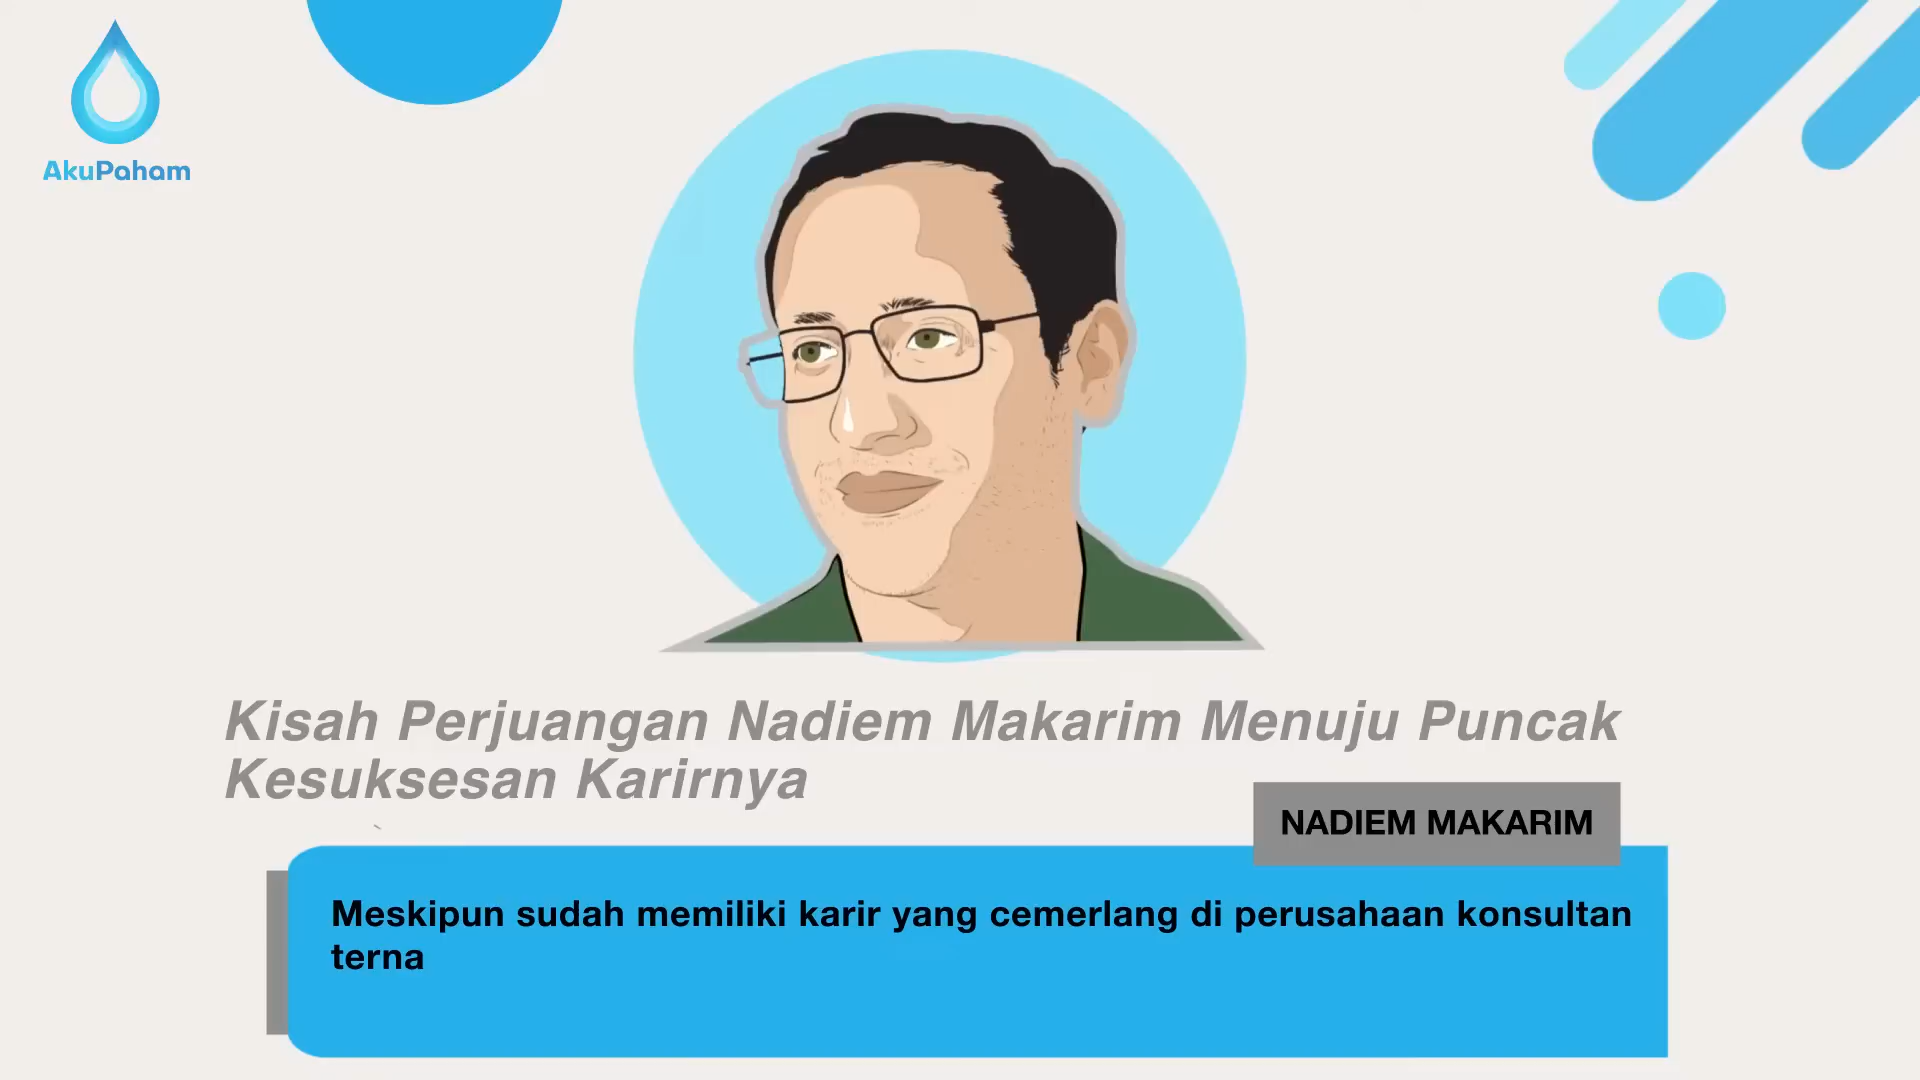 AkuPaham
Kisah Perjuangan Nadiem Makarim Menuju Puncak
Kesuksesan Karirnya
NADIEM MAKARIM
Meskipun sudah memiliki karir yang cemerlang di perusahaan konsultan
terna